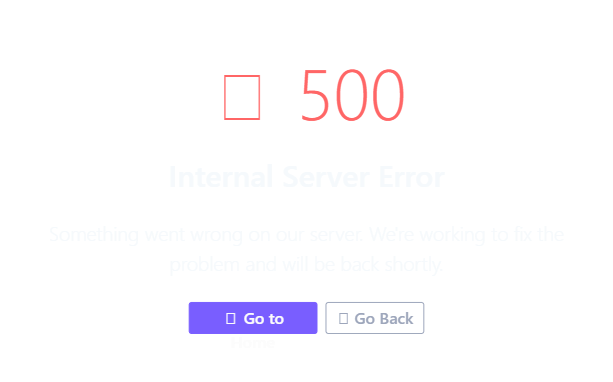 500
Internal Server Error
Something went wrong on our server. We're working to fix the
problem and will be back shortly.
Go to
Home
Go Back